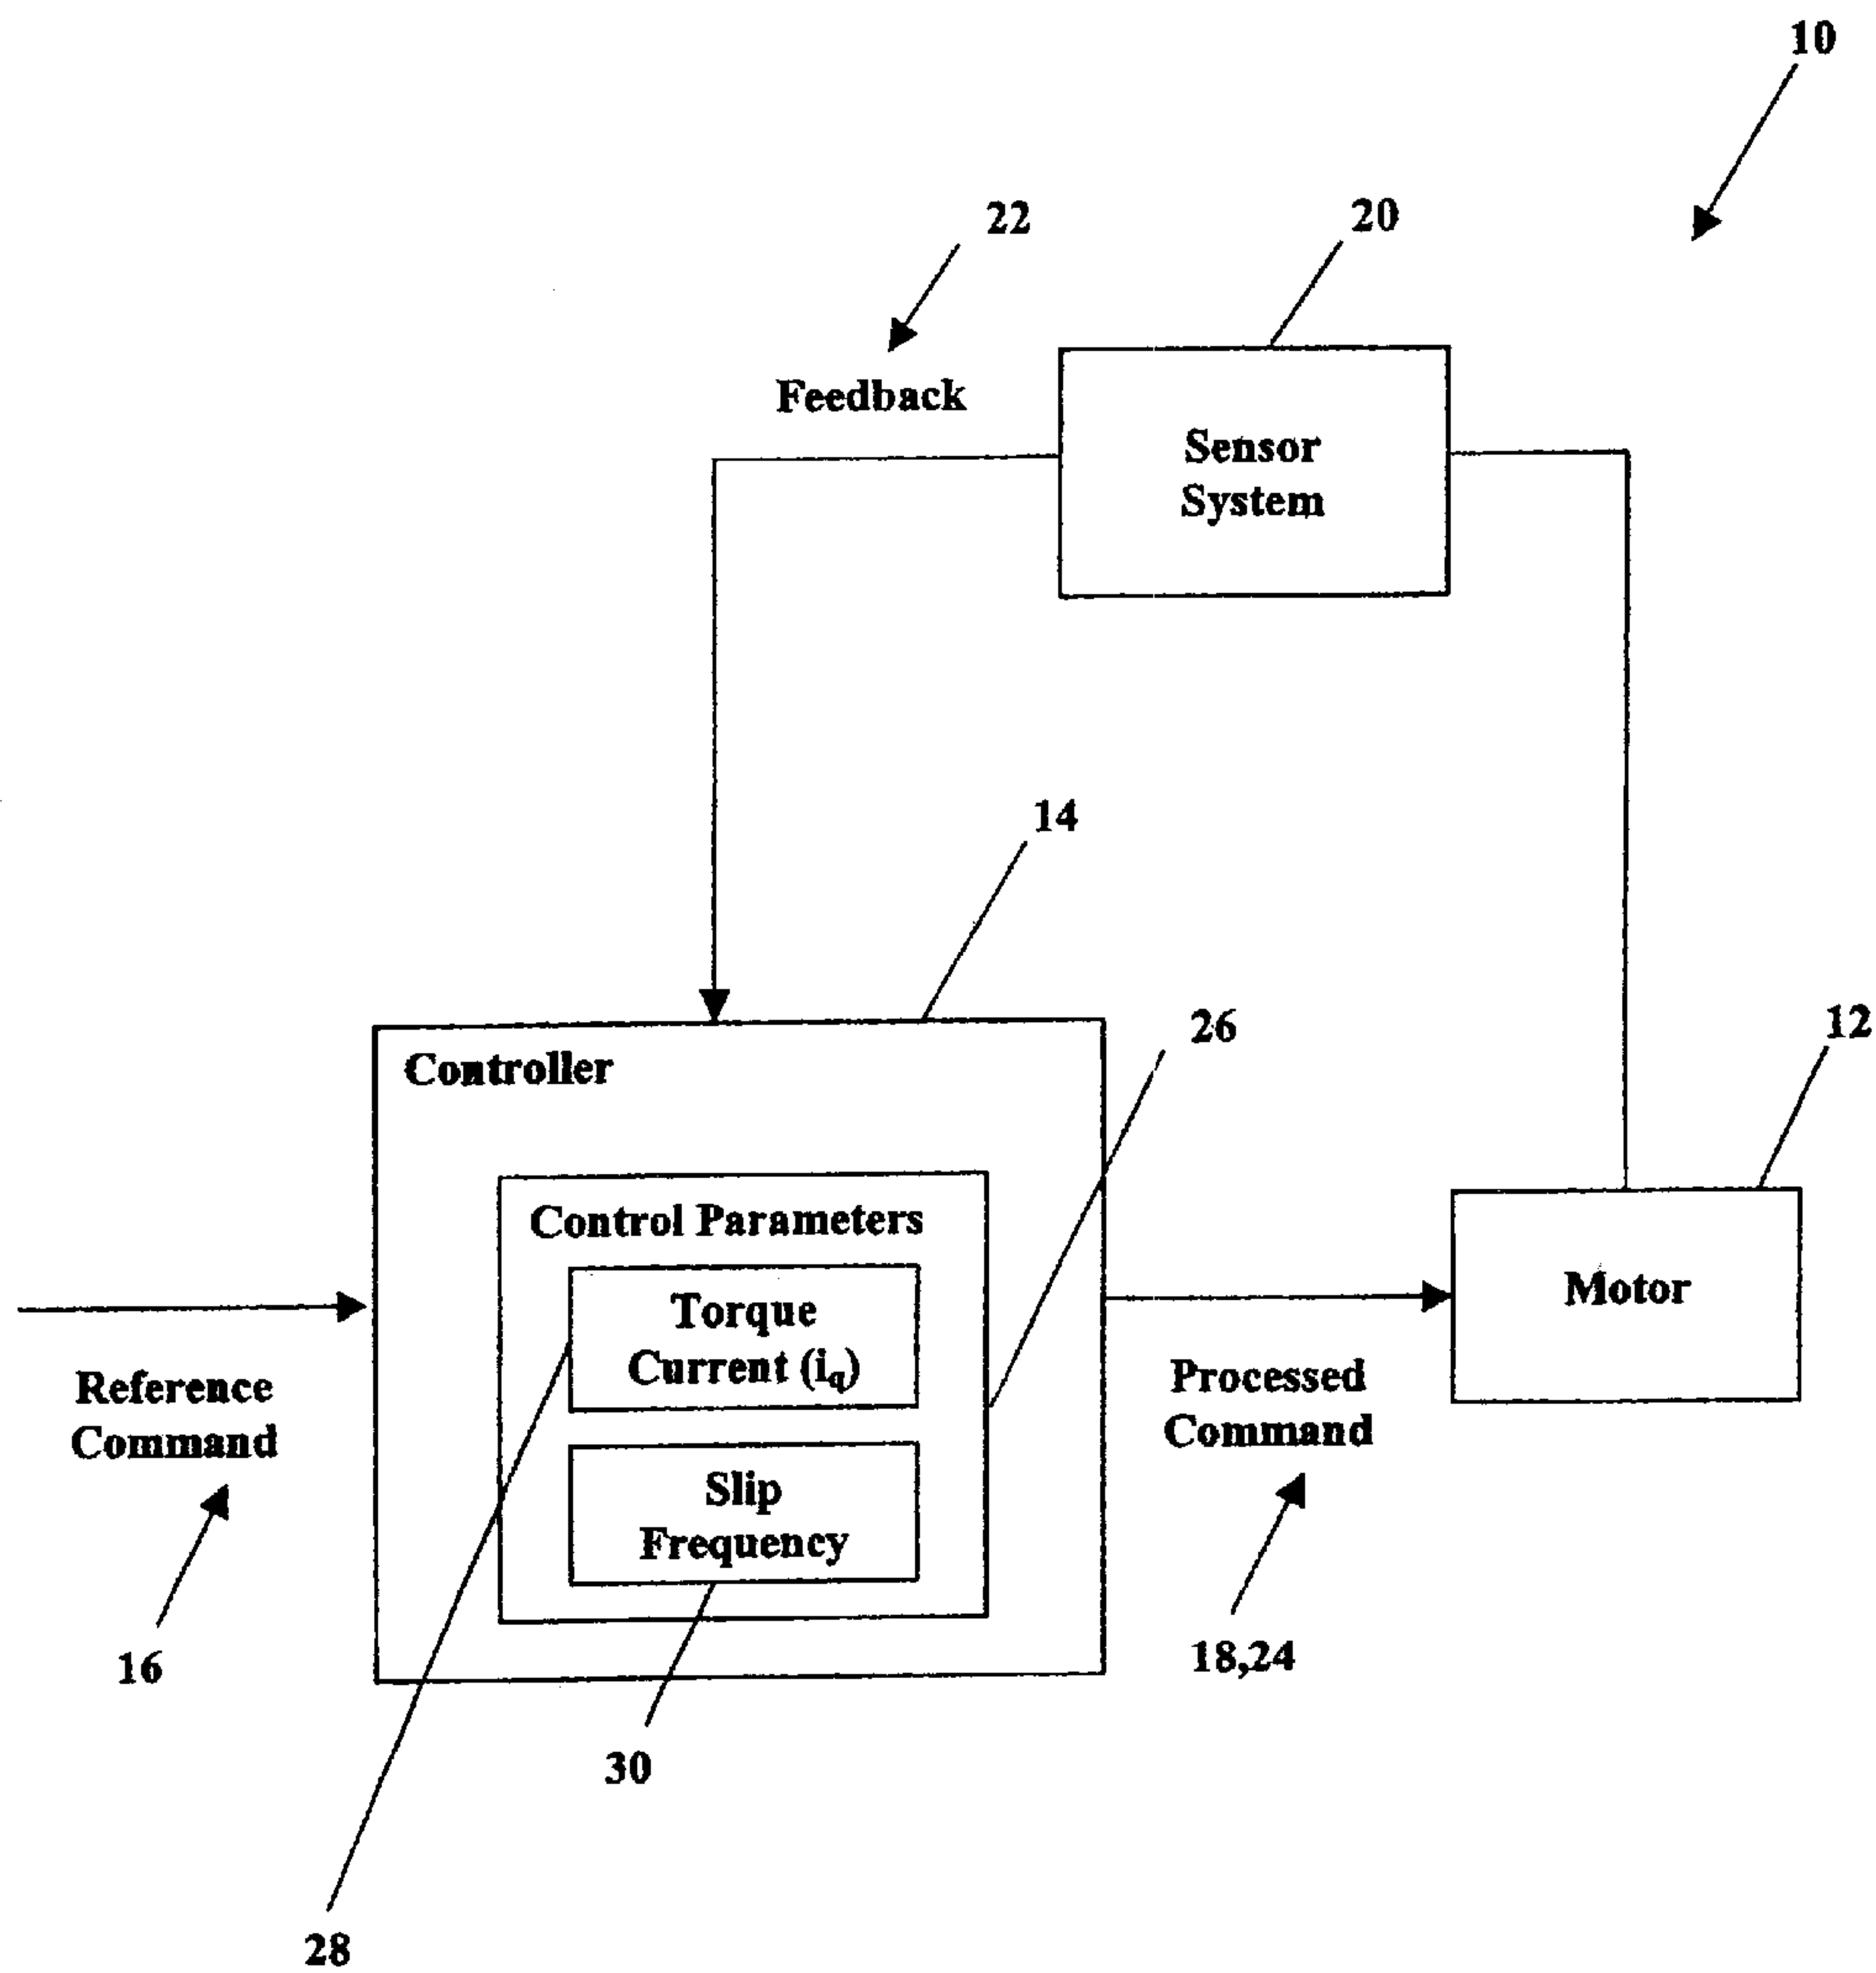 10
22
20
Feedback
Sensor
System
14
26
12
Controller
Control Parameters
Torque
Current (iq)
Motor
Reference
Command
Processed
Command
Slip
Frequency
16
18,24
30
28